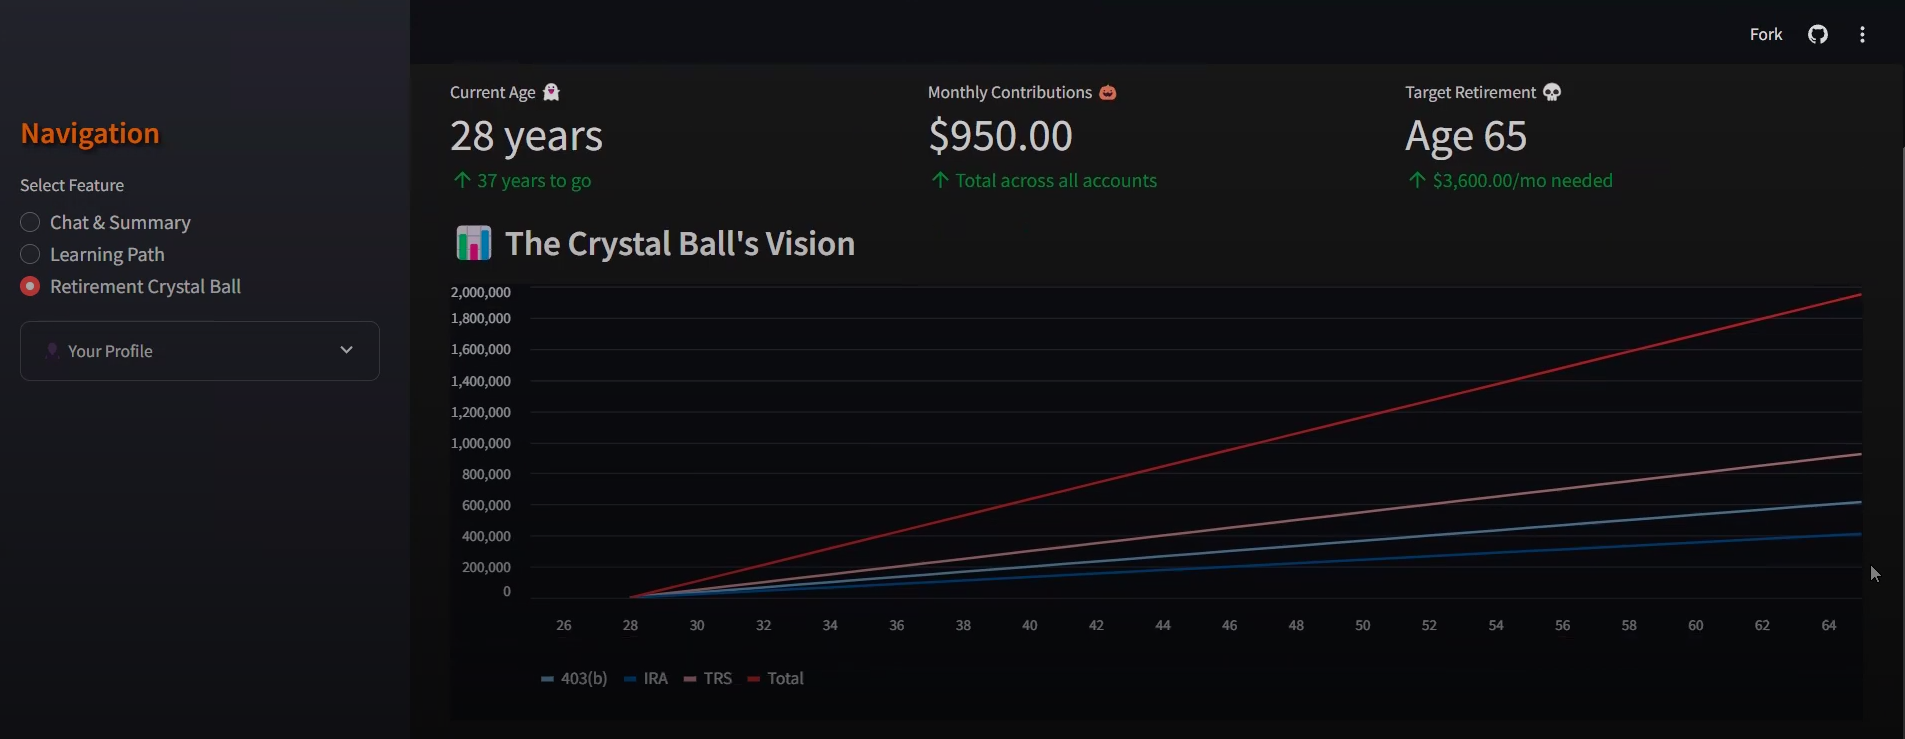 Fork
Navigation
Select Feature
Chat & Summary
Learning Path
Retirement Crystal Ball
Your Profile
Current Age
28 years
37 years to go
Monthly Contributions
$950.00
Total across all accounts
Target Retirement
Age 65
$3,600.00/mo needed
The Crystal Ball's Vision
2,000,000
1,800,000
1,600,000
1,400,000
1,200,000
1,000,000
800,000
600,000
400,000
200,000
0
26 28 30 32 34 36 38 40 42 44 46 48 50 52 54 56 58 60 62 64
403(b) IRA TRS Total